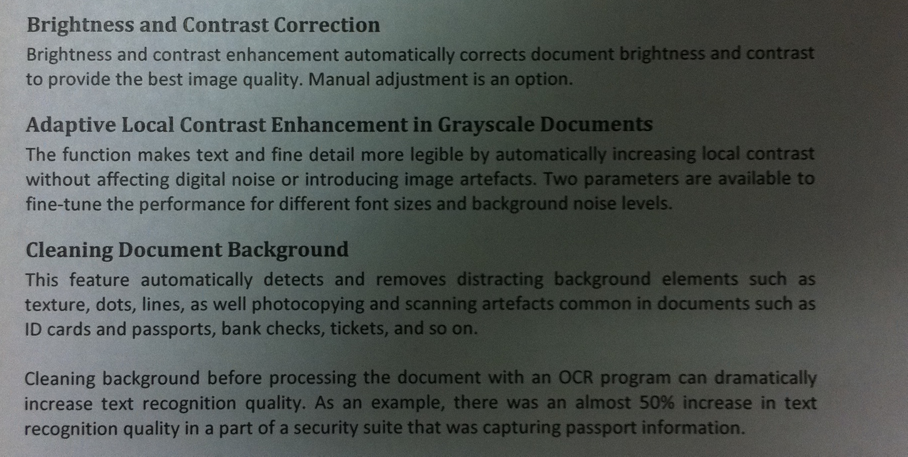 Brightness and Contrast Correction
Brightness and contrast enhancement automatically corrects document brightness and contrast
to provide the best image quality. Manual adjustment is an option.
Adaptive Local Contrast Enhancement in Grayscale Documents
The function makes text and fine detail more legible by automatically increasing local contrast
without affecting digital noise or introducing image artefacts. Two parameters are available to
fine-tune the performance for different font sizes and background noise levels.
Cleaning Document Background
This feature automatically detects and removes distracting background elements such as
texture, dots, lines, as well photocopying and scanning artefacts common in documents such as
ID cards and passports, bank checks, tickets, and so on.
Cleaning background before processing the document with an OCR program can dramatically
increase text recognition quality. As an example, there was an almost 50% increase in text
recognition quality in a part of a security suite that was capturing passport information.